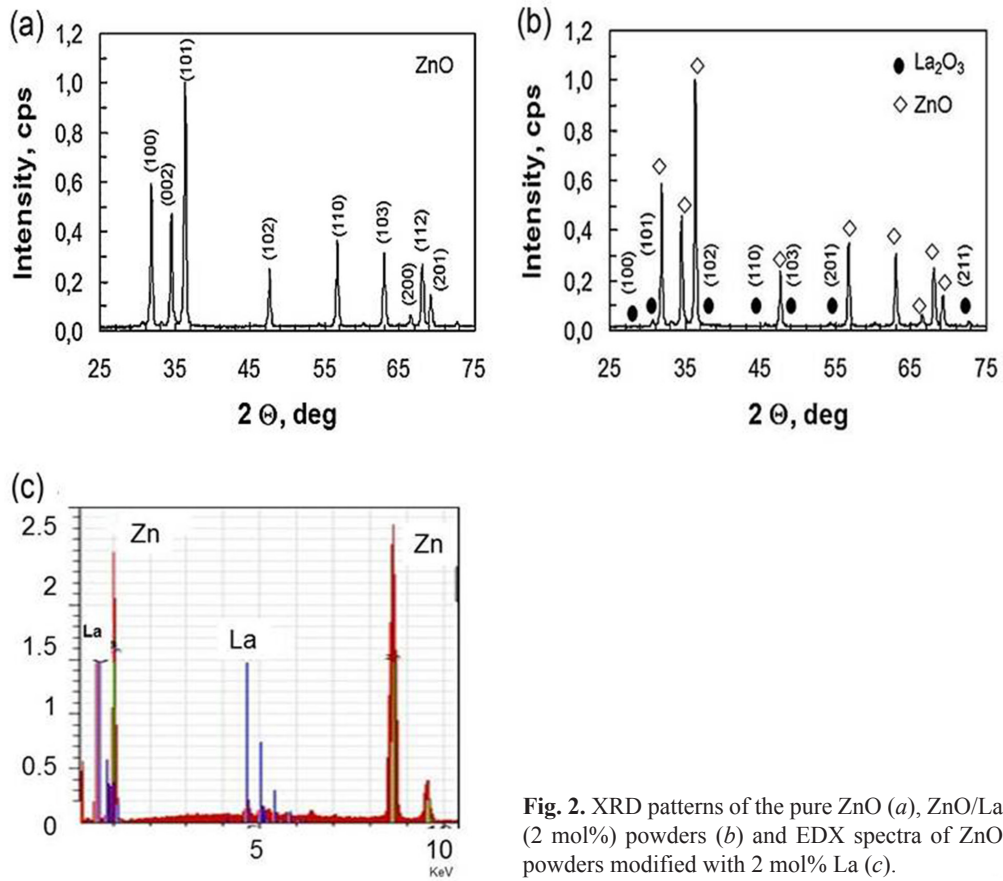 (a)
1,2
1,0
0,8
0,6
0,4
0,2
0,0
Intensity, cps
ZnO
(100)
(002)
(101)
(102)
(110)
(103)
(200)
(112)
(201)
25 35 45 55 65 75
2 Θ, deg
(b)
1,2
1,0
0,8
0,6
0,4
0,2
0,0
Intensity, cps
La₂O₃
ZnO
(100)
(101)
(102)
(110)
(103)
(201)
(211)
25 35 45 55 65 75
2 Θ, deg
(c)
2.5
2
1.5
1
0.5
0
Zn
La
La
Zn
5 10
KeV
Fig. 2. XRD patterns of the pure ZnO (a), ZnO/La
(2 mol%) powders (b) and EDX spectra of ZnO
powders modified with 2 mol% La (c).